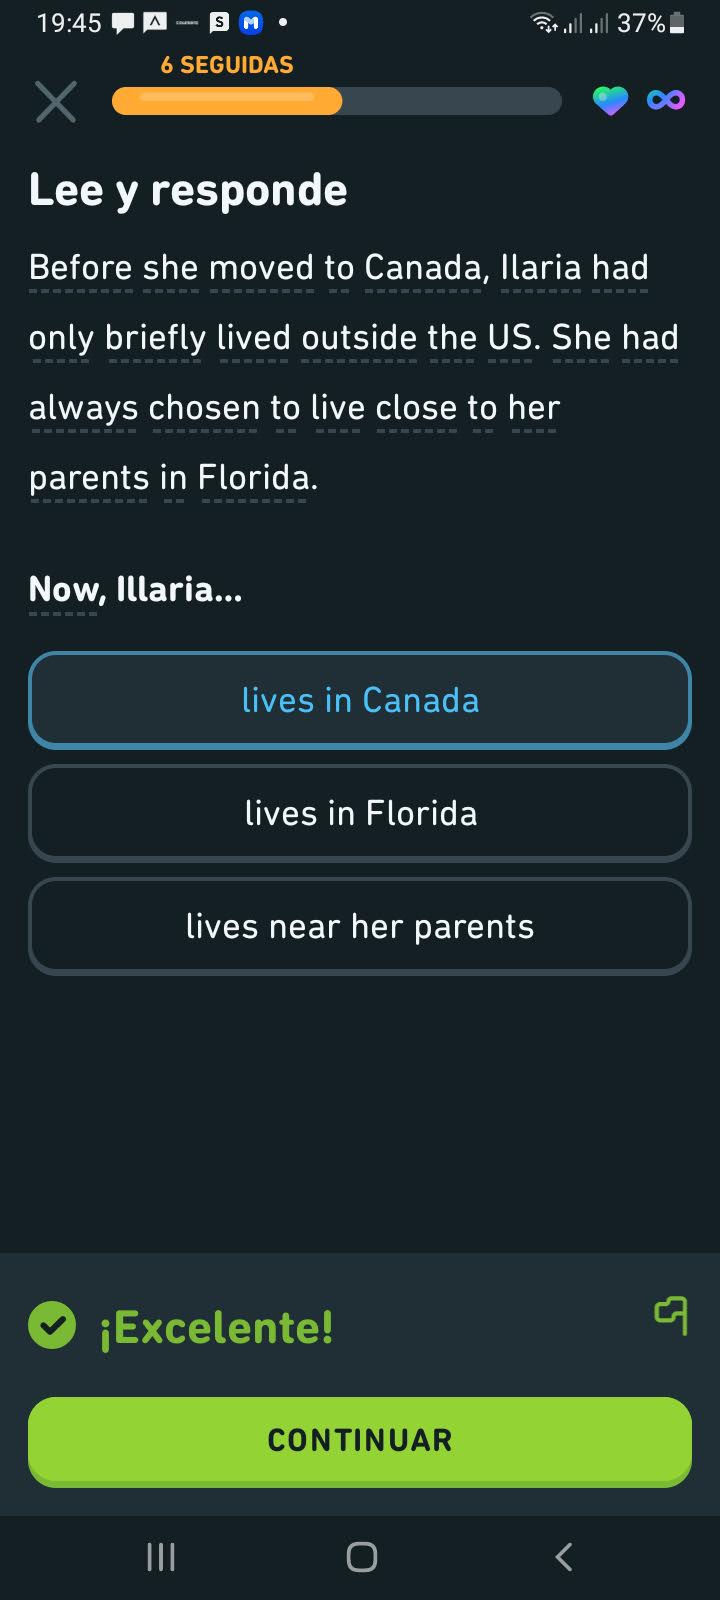 19:45
37%
6 SEGUIDAS
Lee y responde
Before she moved to Canada, Ilaria had
only briefly lived outside the US. She had
always chosen to live close to her
parents in Florida.
Now, Illaria...
lives in Canada
lives in Florida
lives near her parents
¡Excelente!
CONTINUAR